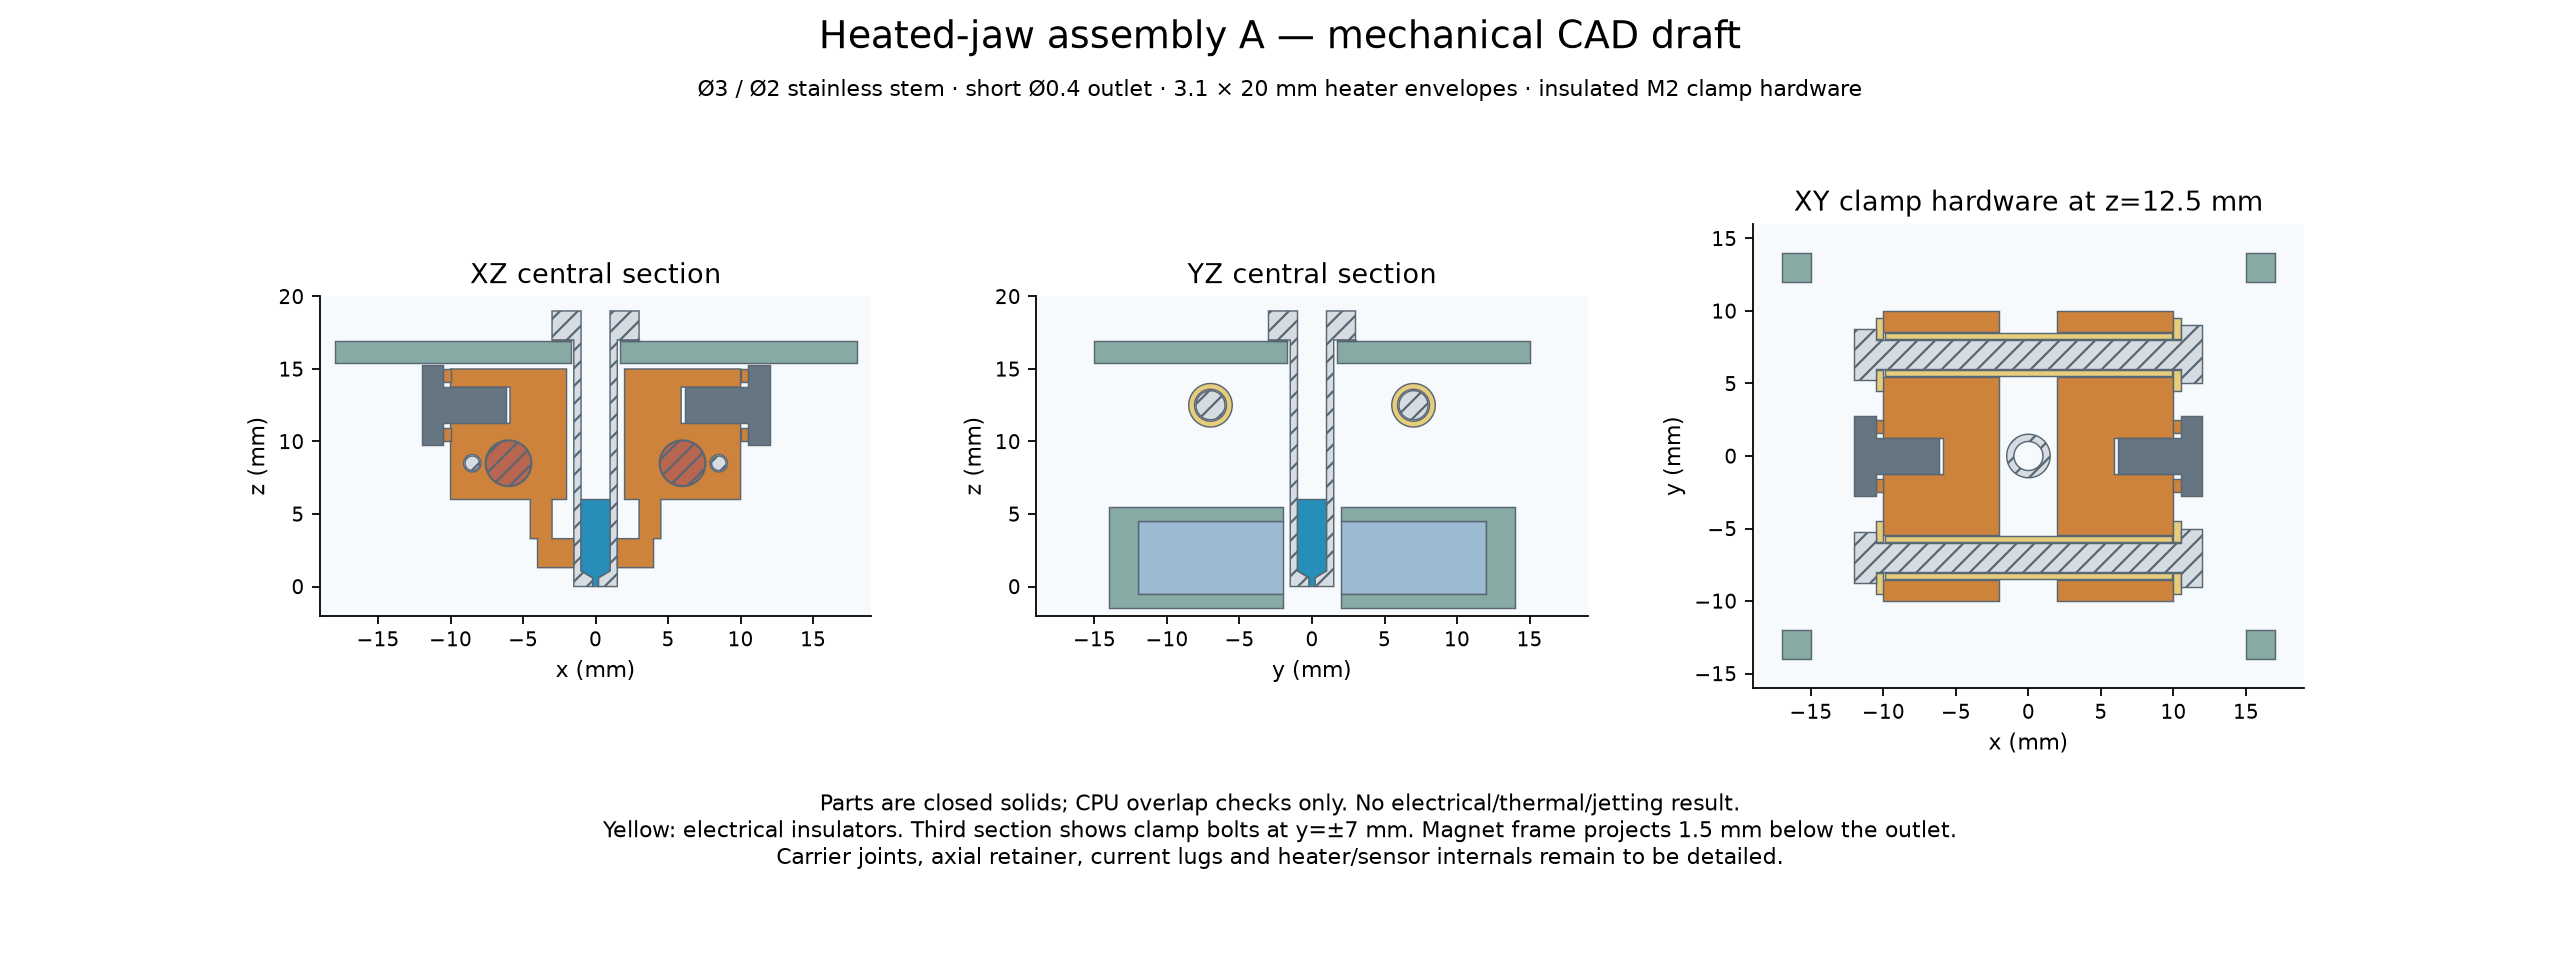 Heated-jaw assembly A — mechanical CAD draft
Ø3 / Ø2 stainless stem · short Ø0.4 outlet · 3.1 × 20 mm heater envelopes · insulated M2 clamp hardware
XZ central section
20
15
10
5
0
z (mm)
−15 −10 −5 0 5 10 15
x (mm)
YZ central section
20
15
10
5
0
z (mm)
−15 −10 −5 0 5 10 15
y (mm)
XY clamp hardware at z=12.5 mm
15
10
5
0
−5
−10
−15
y (mm)
−15 −10 −5 0 5 10 15
x (mm)
Parts are closed solids; CPU overlap checks only. No electrical/thermal/jetting result.
Yellow: electrical insulators. Third section shows clamp bolts at y=±7 mm. Magnet frame projects 1.5 mm below the outlet.
Carrier joints, axial retainer, current lugs and heater/sensor internals remain to be detailed.